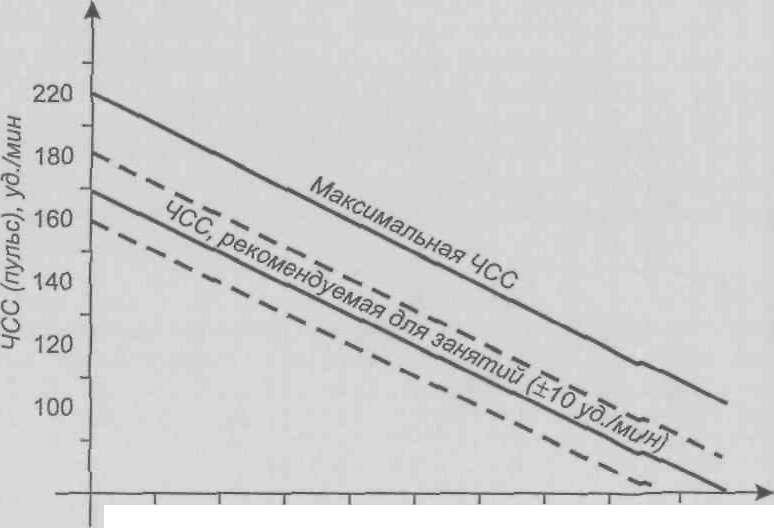 ЧСС (пульс), уд./мин
220
180
160
140
120
100
Максимальная ЧСС
ЧСС, рекомендуемая для занятий (±10 уд./мин)